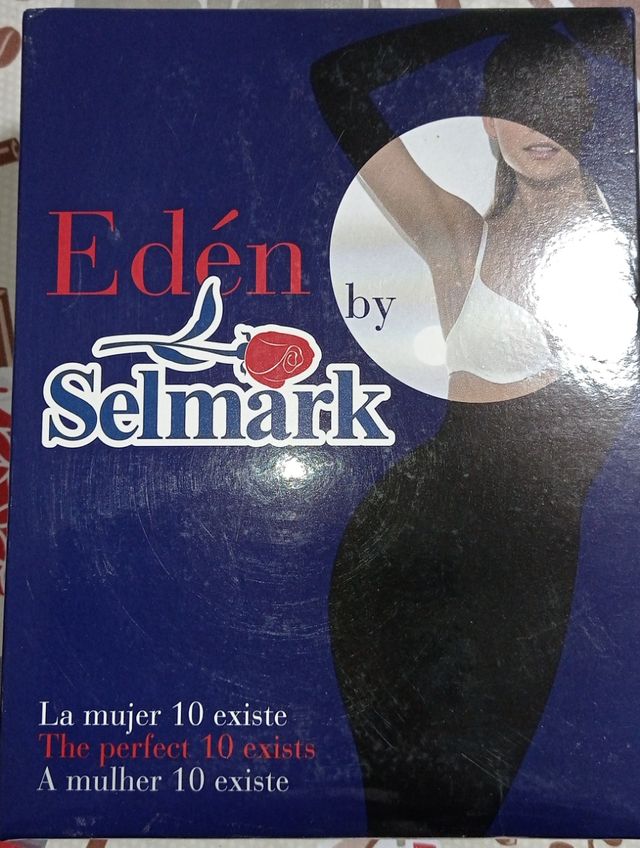 Edén
by
Selmark
La mujer 10 existe
The perfect 10 exists
A mulher 10 existe